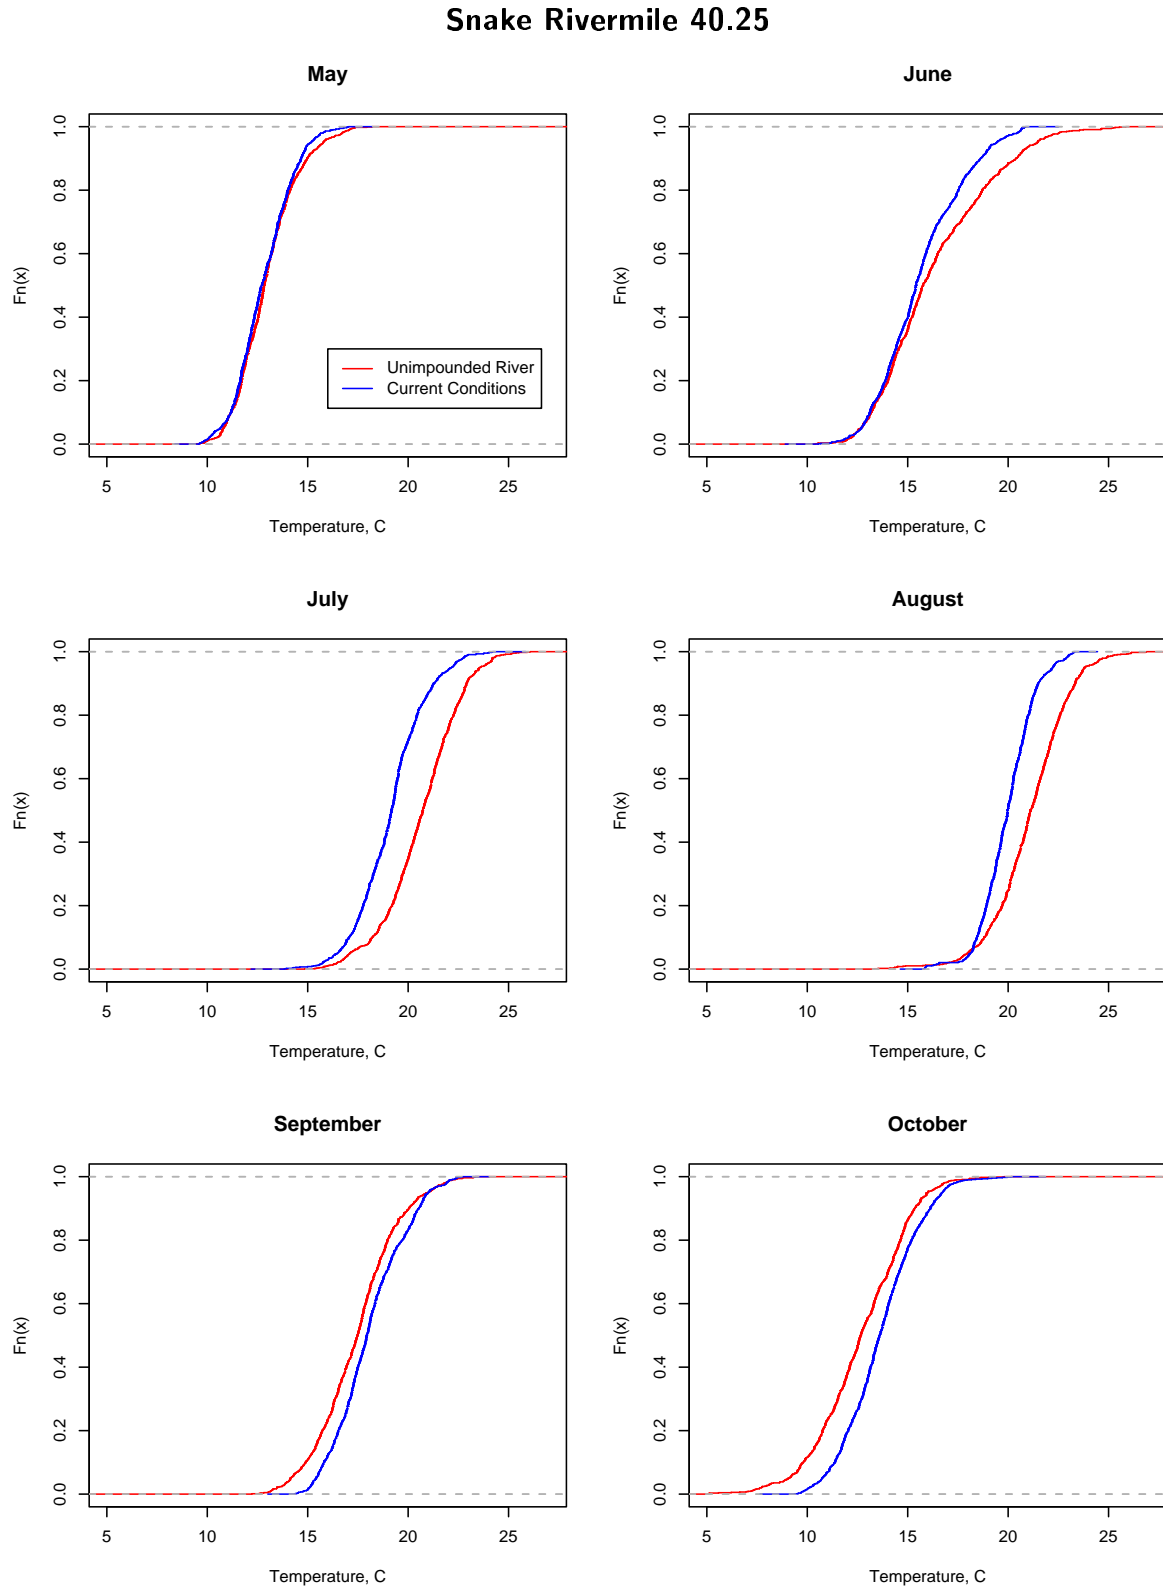 Snake Rivermile 40.25
May
Fn(x)
0.0 0.2 0.4 0.6 0.8 1.0
Unimpounded River
Current Conditions
5 10 15 20 25
Temperature, C
June
Fn(x)
0.0 0.2 0.4 0.6 0.8 1.0
5 10 15 20 25
Temperature, C
July
Fn(x)
0.0 0.2 0.4 0.6 0.8 1.0
5 10 15 20 25
Temperature, C
August
Fn(x)
0.0 0.2 0.4 0.6 0.8 1.0
5 10 15 20 25
Temperature, C
September
Fn(x)
0.0 0.2 0.4 0.6 0.8 1.0
5 10 15 20 25
Temperature, C
October
Fn(x)
0.0 0.2 0.4 0.6 0.8 1.0
5 10 15 20 25
Temperature, C